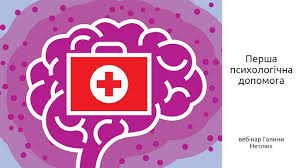 Перша
психологічна
допомога
вебінар Галини
Нетлюх